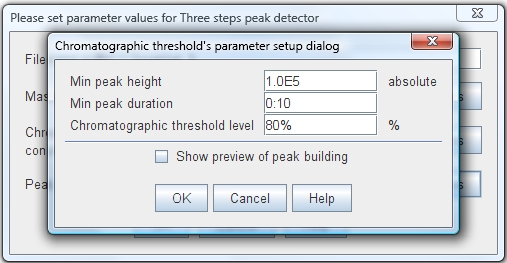 Please set parameter values for Three steps peak detector
Chromatographic threshold's parameter setup dialog
File
Min peak height 1.0E5 absolute
Mas
Min peak duration 0:10
Chromatographic threshold level 80% %
Chr
con
Show preview of peak building
Pea
OK Cancel Help